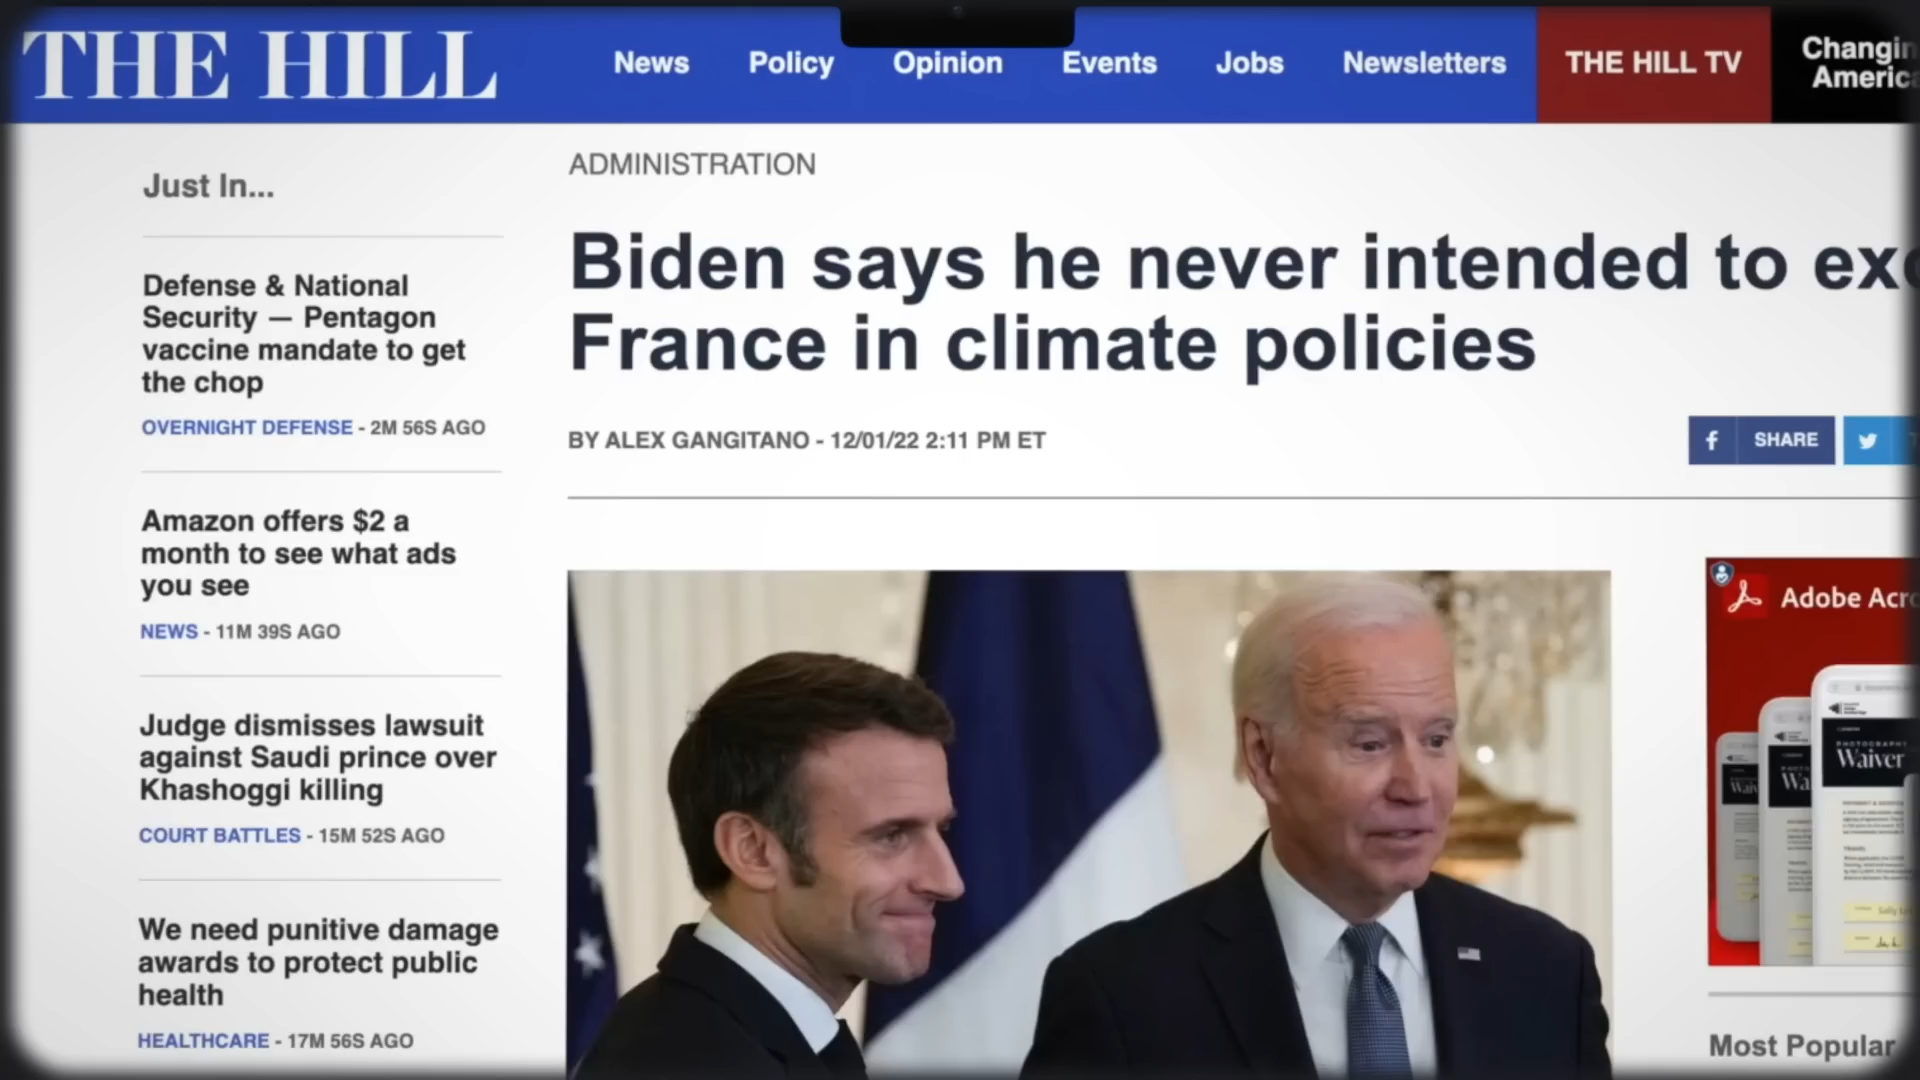 THE HILL
News
Policy
Opinion
Events
Jobs
Newsletters
THE HILL TV
Just In...
Defense & National
Security — Pentagon
vaccine mandate to get
the chop
OVERNIGHT DEFENSE - 2M 56S AGO
Amazon offers $2 a
month to see what ads
you see
NEWS - 11M 39S AGO
Judge dismisses lawsuit
against Saudi prince over
Khashoggi killing
COURT BATTLES - 15M 52S AGO
We need punitive damage
awards to protect public
health
HEALTHCARE - 17M 56S AGO
ADMINISTRATION
Biden says he never intended to
France in climate policies
BY ALEX GANGITANO - 12/01/22 2:11 PM ET
SHARE
Adobe
Waiver
Most Popular